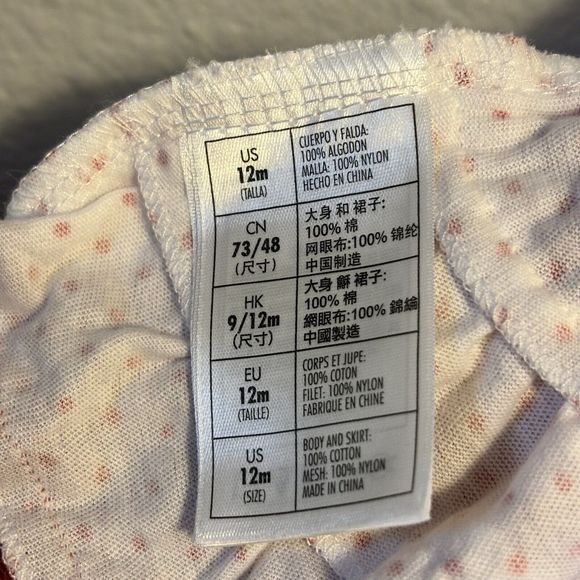 US
12m
(TALLA)
CUERPO Y FALDA:
100% ALGODON
MALLA: 100% NYLON
HECHO EN CHINA
CN
73/48
(尺寸)
大身 和 裙子:
100% 棉
网眼布:100% 锦纶
中国制造
HK
9/12m
(尺寸)
大身 龢 裙子:
100% 棉
網眼布:100% 錦綸
中國製造
EU
12m
(TAILLE)
CORPS ET JUPE:
100% COTON
FILET: 100% NYLON
FABRIQUE EN CHINE
US
12m
(SIZE)
BODY AND SKIRT:
100% COTTON
MESH: 100% NYLON
MADE IN CHINA